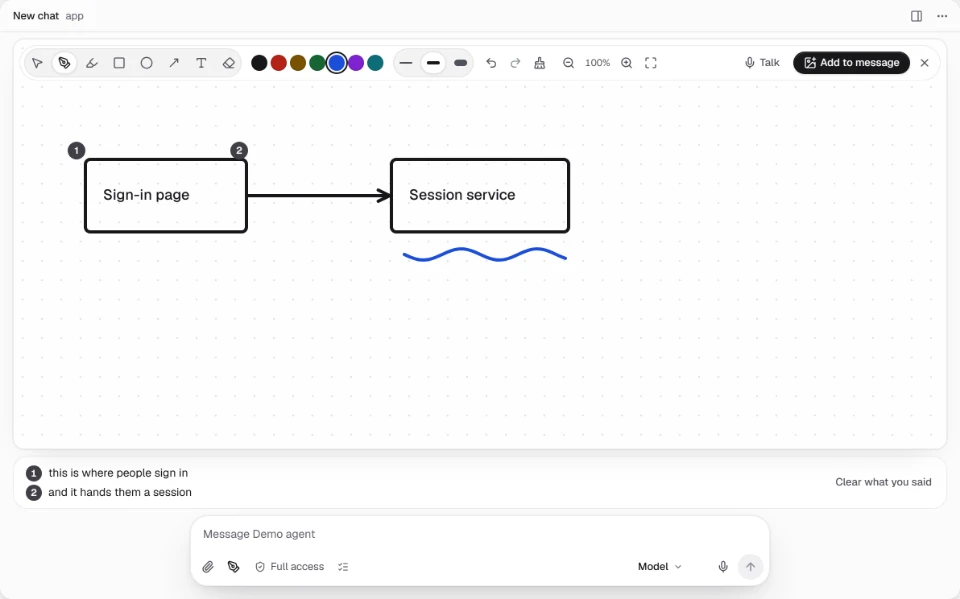 New chat app
100%
Talk
Add to message
1
2
Sign-in page
Session service
1 this is where people sign in
2 and it hands them a session
Clear what you said
Message Demo agent
Full access
Model